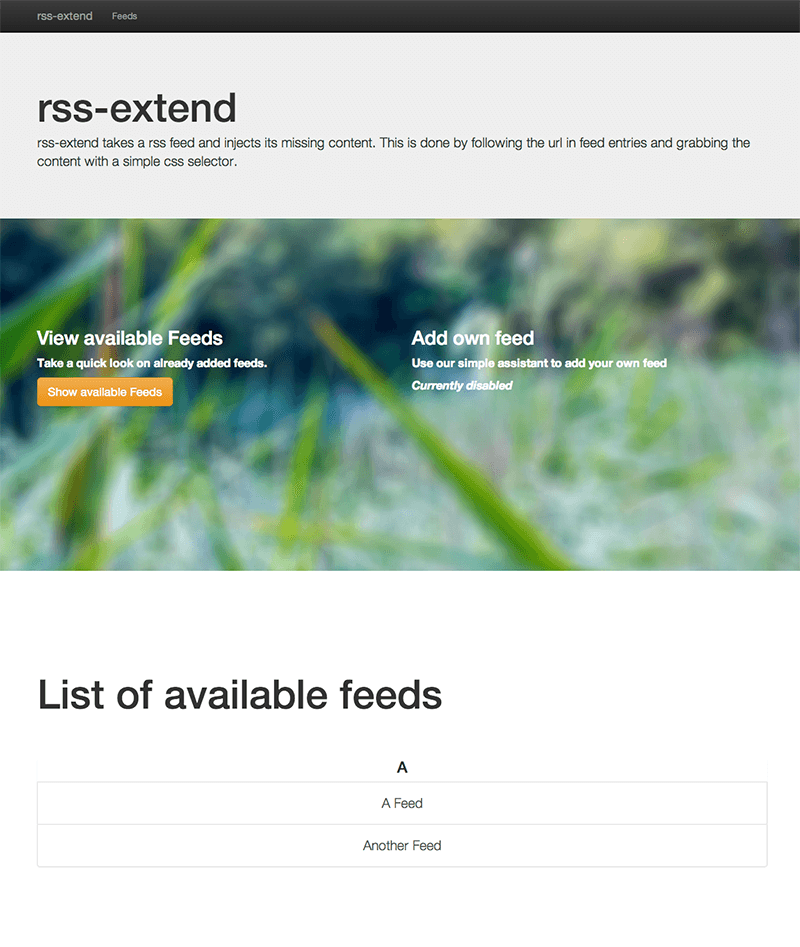 rss-extend Feeds
rss-extend
rss-extend takes a rss feed and injects its missing content. This is done by following the url in feed entries and grabbing the
content with a simple css selector.
View available Feeds
Take a quick look on already added feeds.
Show available Feeds
Add own feed
Use our simple assistant to add your own feed
Currently disabled
List of available feeds
A
A Feed
Another Feed